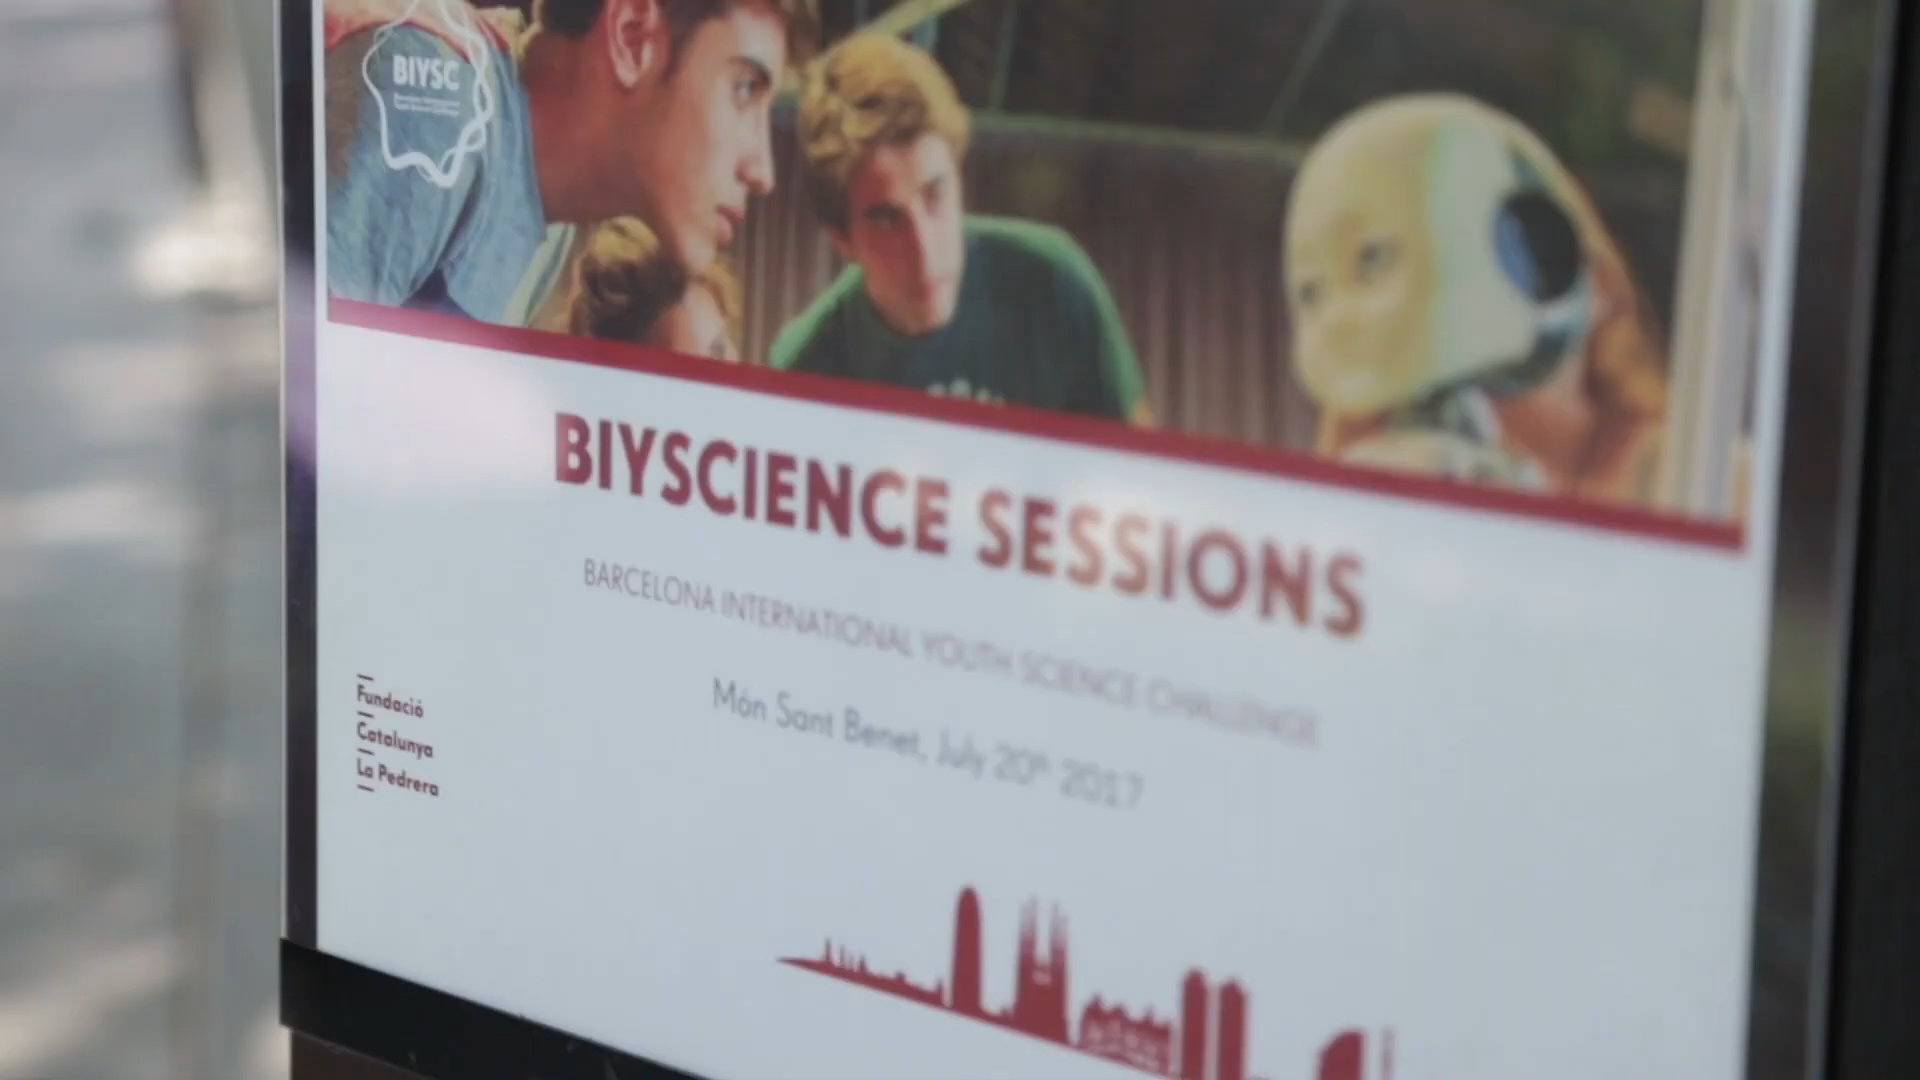 BIYSC
BIYSCIENCE SESSIONS
BARCELONA INTERNATIONAL YOUTH SCIENCE CHALLENGE
Món Sant Benet, July 20th 2017
Fundació
Catalunya
La Pedrera